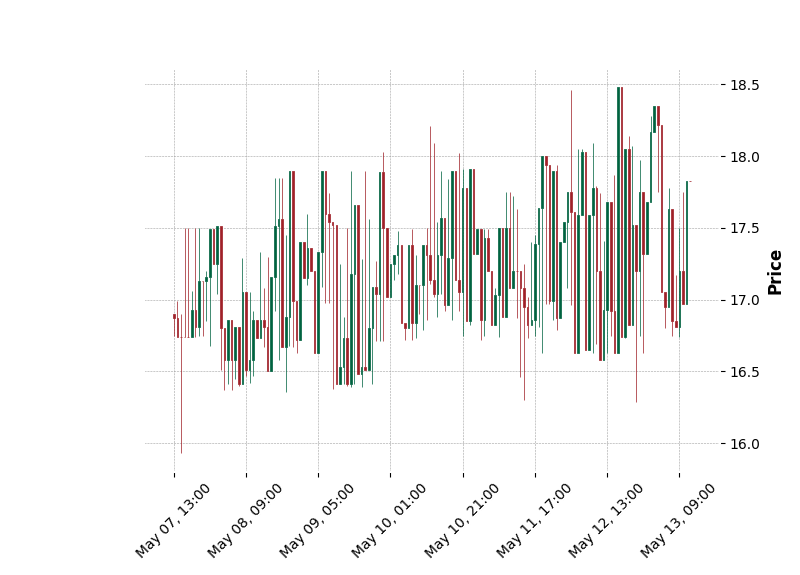 18.5
18.0
17.5
17.0
16.5
16.0
Price
May 07, 13:00
May 08, 09:00
May 09, 05:00
May 10, 01:00
May 10, 21:00
May 11, 17:00
May 12, 13:00
May 13, 09:00